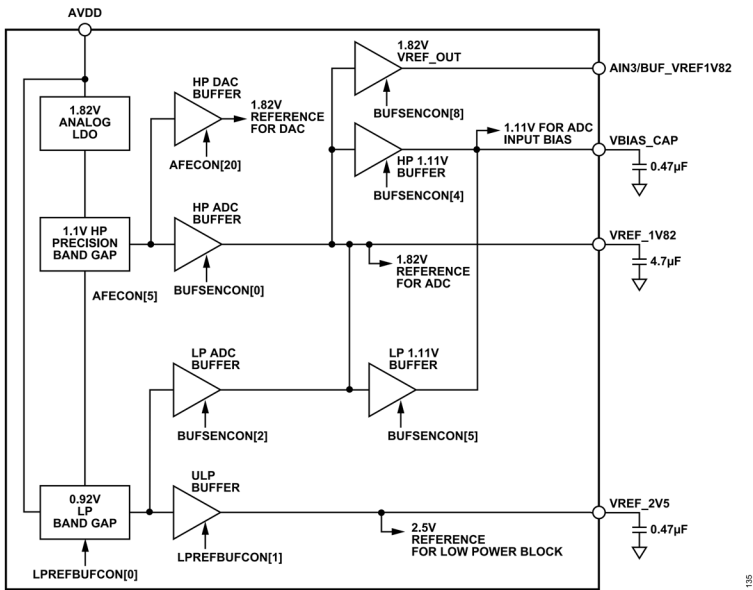 AVDD
1.82V
ANALOG
LDO
HP DAC
BUFFER
1.82V
REFERENCE
FOR DAC
AFECON[20]
1.82V
VREF_OUT
BUFSENCON[8]
AIN3/BUF_VREF1V82
HP 1.11V
BUFFER
BUFSENCON[4]
1.11V FOR ADC
INPUT BIAS
VBIAS_CAP
0.47µF
1.1V HP
PRECISION
BAND GAP
AFECON[5]
HP ADC
BUFFER
BUFSENCON[0]
1.82V
REFERENCE
FOR ADC
VREF_1V82
4.7µF
LP ADC
BUFFER
BUFSENCON[2]
LP 1.11V
BUFFER
BUFSENCON[5]
0.92V
LP
BAND GAP
LPREFBUFCON[0]
ULP
BUFFER
LPREFBUFCON[1]
2.5V
REFERENCE
FOR LOW POWER BLOCK
VREF_2V5
0.47µF
135